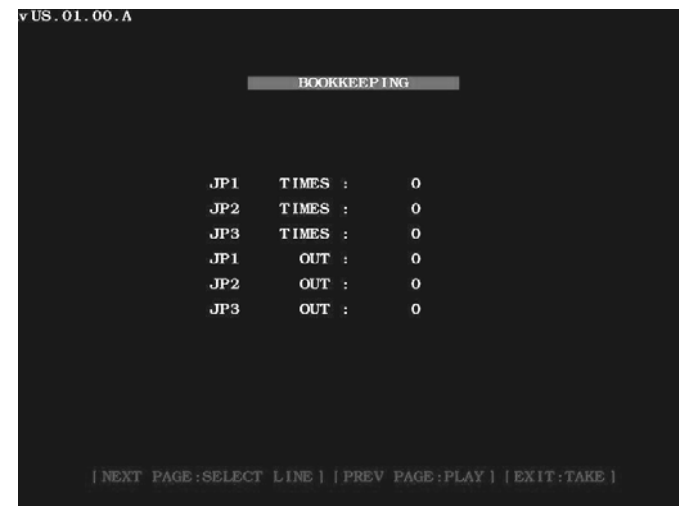 vUS.01.00.A
BOOKKEEPING
JP1 TIMES : 0
JP2 TIMES : 0
JP3 TIMES : 0
JP1 OUT : 0
JP2 OUT : 0
JP3 OUT : 0
[NEXT PAGE:SELECT LINE] [PREV PAGE:PLAY] [EXIT:TAKE]